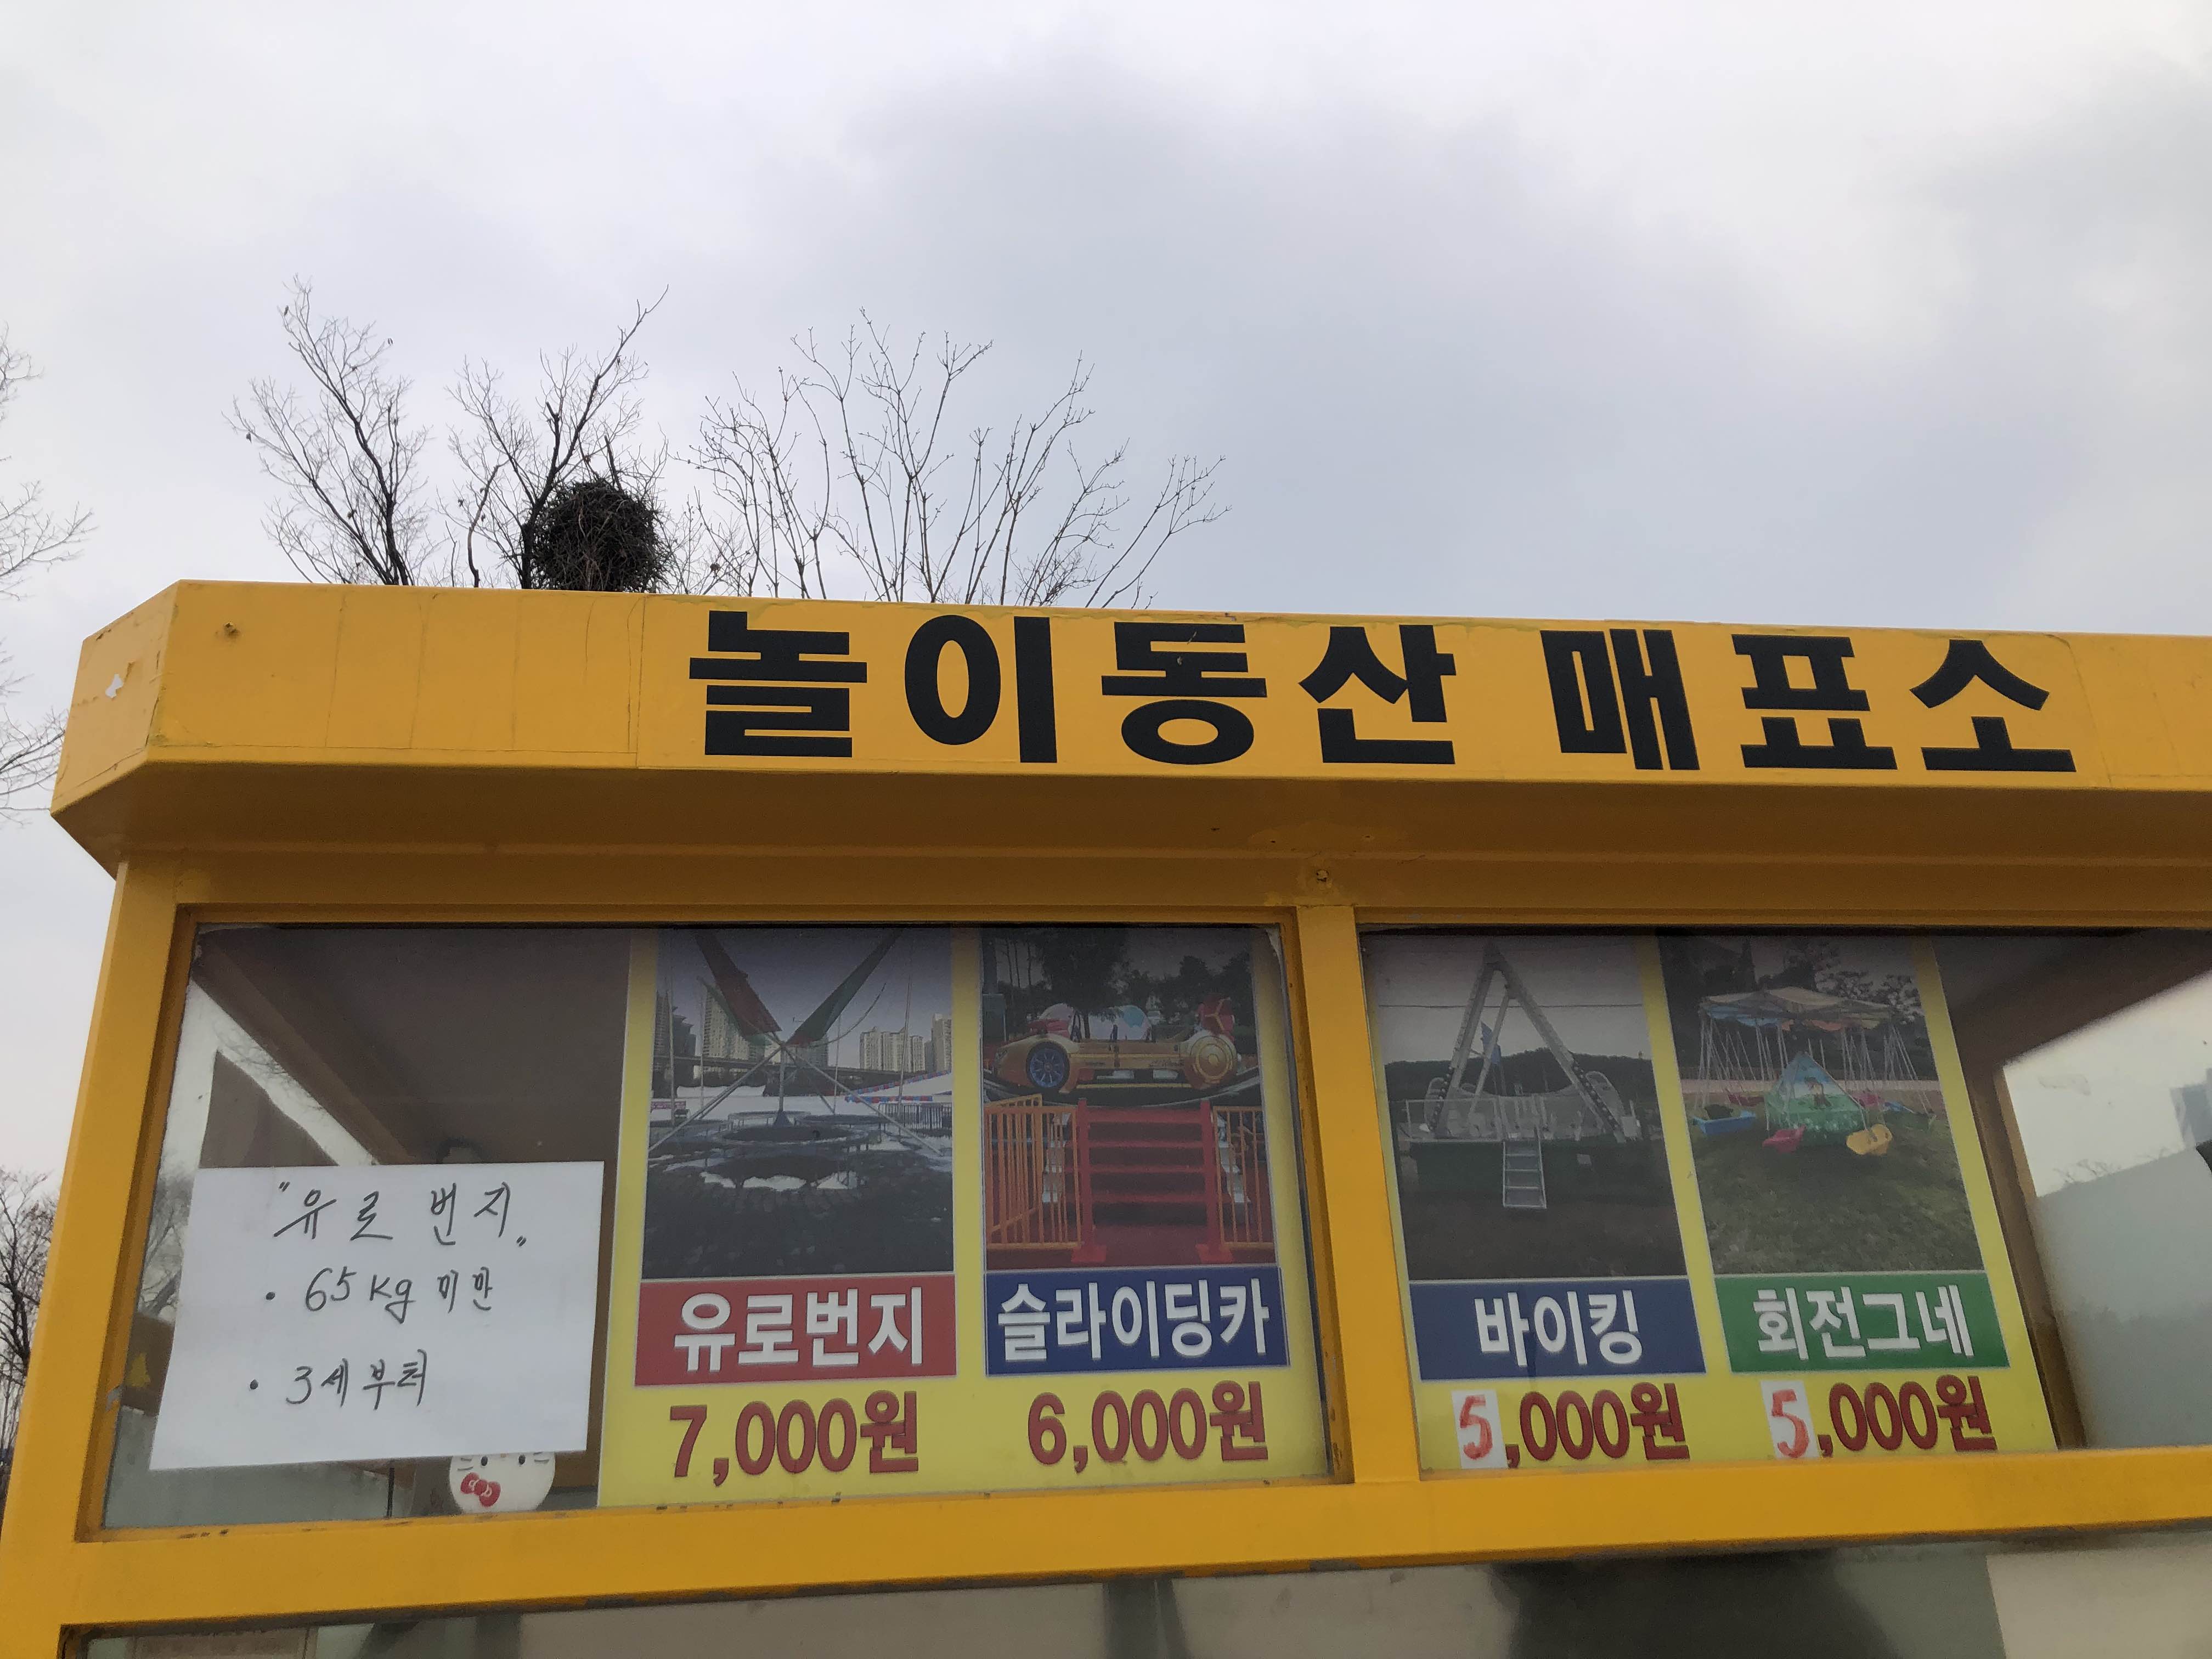 놀이동산 매표소
"유로 번지"
• 65kg 미만
• 3세부터
유로번지
7,000원
슬라이딩카
6,000원
바이킹
5,000원
회전그네
5,000원